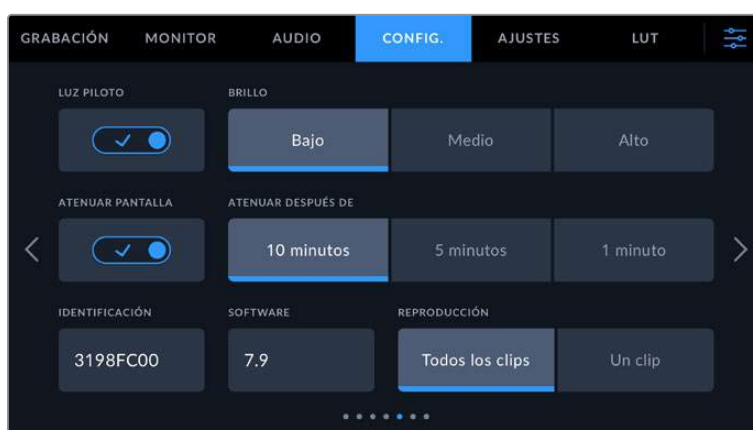 GRABACIÓN MONITOR AUDIO CONFIG. AJUSTES LUT
LUZ PILOTO BRILLO
Bajo Medio Alto
ATENUAR PANTALLA ATENUAR DESPUÉS DE
10 minutos 5 minutos 1 minuto
IDENTIFICACIÓN SOFTWARE REPRODUCCIÓN
3198FC00 7.9 Todos los clips Un clip